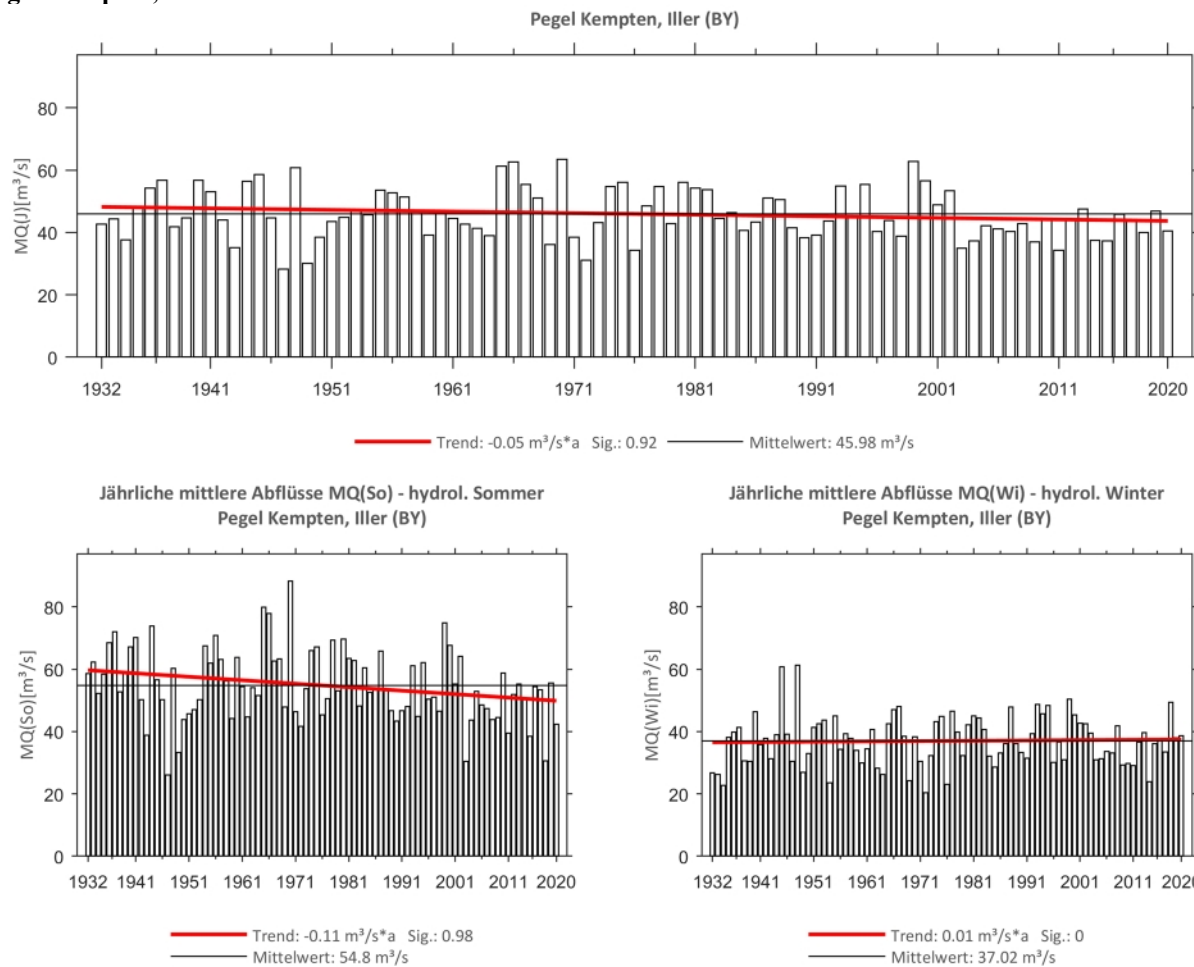 Pegel Kempten, Iller (BY)
MQ(J)[m³/s]
80
60
40
20
0
1932 1941 1951 1961 1971 1981 1991 2001 2011 2020
Trend: -0.05 m³/s*a Sig.: 0.92 Mittelwert: 45.98 m³/s
Jährliche mittlere Abflüsse MQ(So) - hydrol. Sommer
Pegel Kempten, Iller (BY)
MQ(So)[m³/s]
80
60
40
20
0
1932 1941 1951 1961 1971 1981 1991 2001 2011 2020
Trend: -0.11 m³/s*a Sig.: 0.98
Mittelwert: 54.8 m³/s
Jährliche mittlere Abflüsse MQ(Wi) - hydrol. Winter
Pegel Kempten, Iller (BY)
MQ(Wi)[m³/s]
80
60
40
20
0
1932 1941 1951 1961 1971 1981 1991 2001 2011 2020
Trend: 0.01 m³/s*a Sig.: 0
Mittelwert: 37.02 m³/s